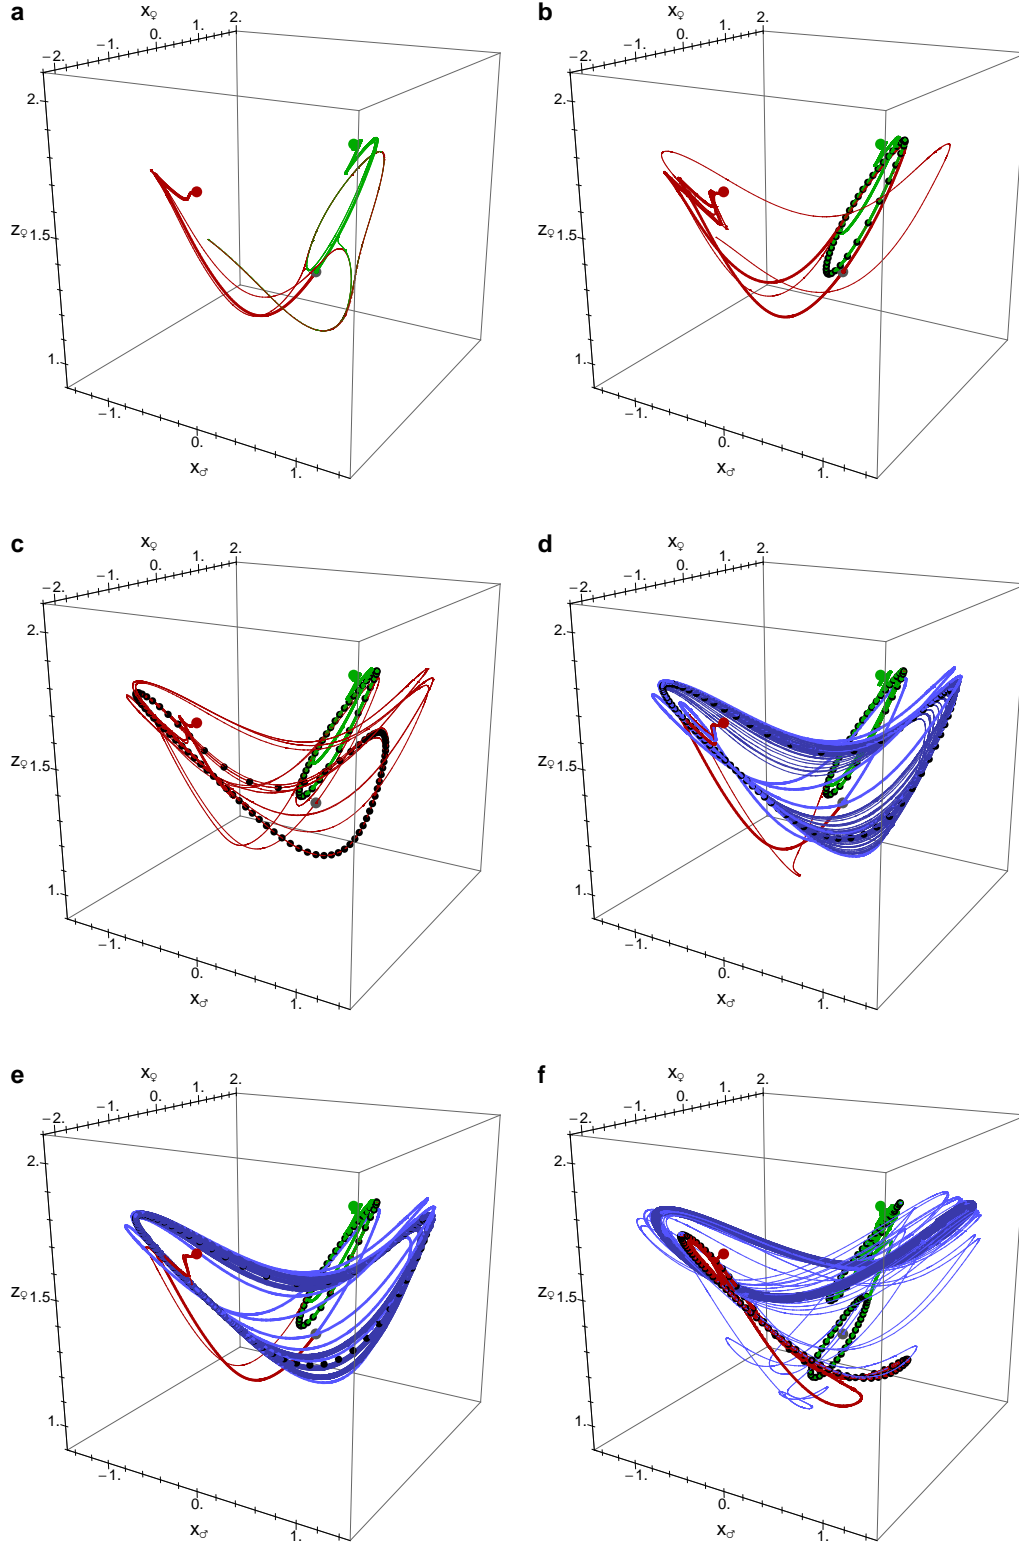 a
x♀
−2. −1. 0. 1. 2.
2.
z♀ 1.5
1.
−1. 0. 1.
x♂
b
x♀
−2. −1. 0. 1. 2.
2.
z♀ 1.5
1.
−1. 0. 1.
x♂
c
x♀
−2. −1. 0. 1. 2.
2.
z♀ 1.5
1.
−1. 0. 1.
x♂
d
x♀
−2. −1. 0. 1. 2.
2.
z♀ 1.5
1.
−1. 0. 1.
x♂
e
x♀
−2. −1. 0. 1. 2.
2.
z♀ 1.5
1.
−1. 0. 1.
x♂
f
x♀
−2. −1. 0. 1. 2.
2.
z♀ 1.5
1.
−1. 0. 1.
x♂